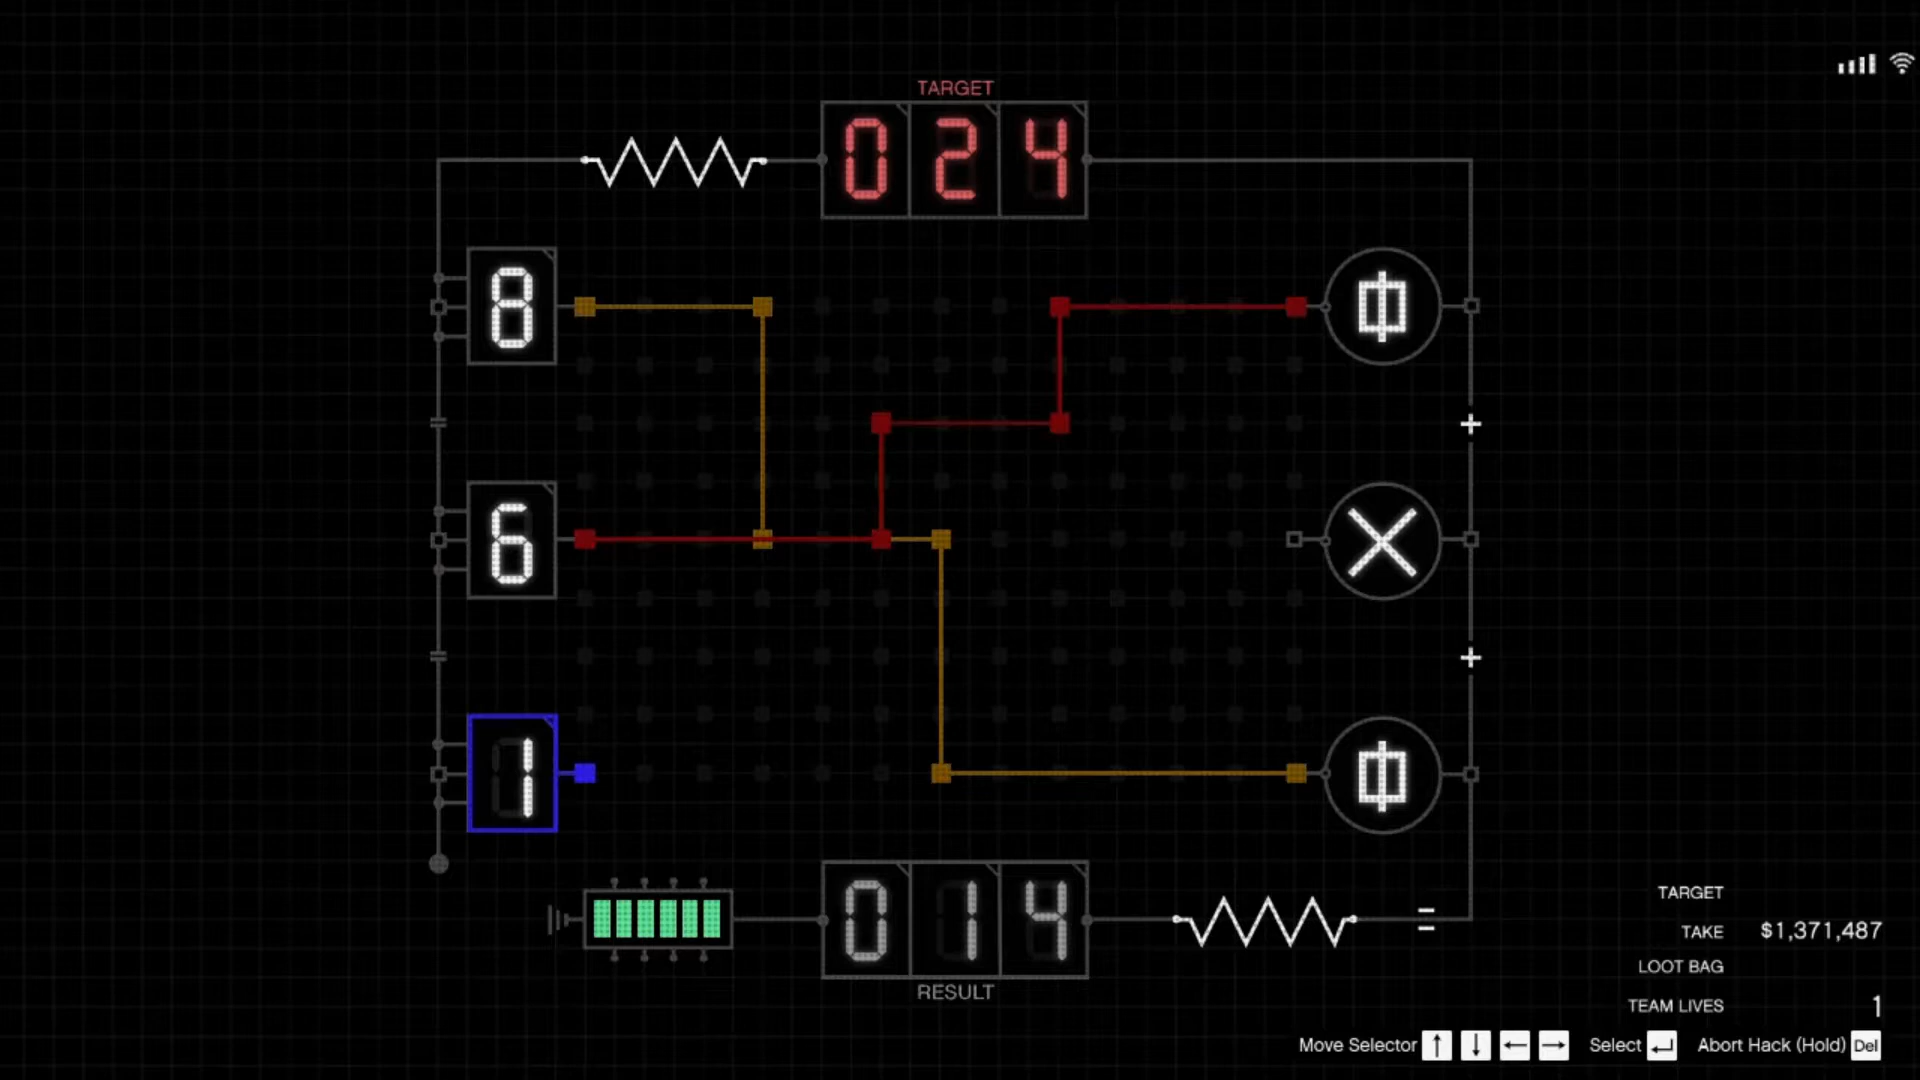 TARGET
024
8
6
X
+
+
1
014
=
RESULT
TARGET
TAKE $1,371,487
LOOT BAG
TEAM LIVES 1
Move Selector ↑ ↓ ← → Select ↵ Abort Hack (Hold) Del